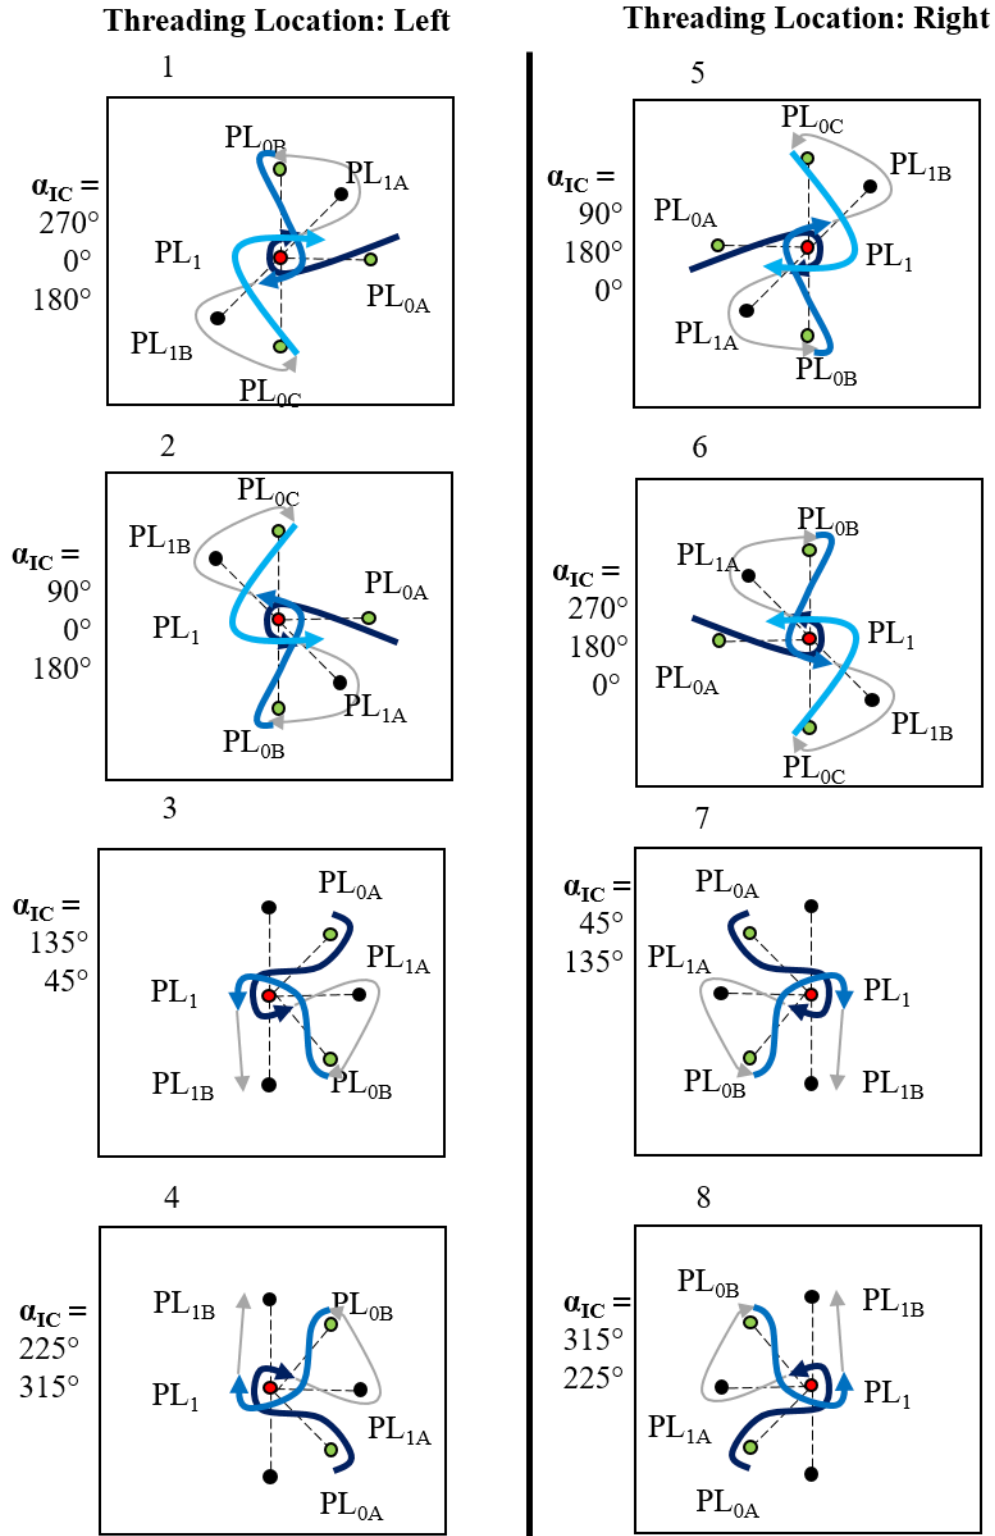 Threading Location: Left
Threading Location: Right
1
PL0B
PL1A
αIC =
270°
0°
180°
PL1
PL0A
PL1B
PL0C
5
PL0C
PL1B
αIC =
90°
180°
0°
PL0A
PL1
PL1A
PL0B
2
PL0C
PL1B
αIC =
90°
0°
180°
PL0A
PL1
PL1A
PL0B
6
PL0B
PL1A
αIC =
270°
180°
0°
PL1
PL0A
PL1B
PL0C
3
PL0A
αIC =
135°
45°
PL1A
PL1
PL1B
PL0B
7
PL0A
αIC =
45°
135°
PL1A
PL1
PL0B
PL1B
4
PL1B
PL0B
αIC =
225°
315°
PL1
PL1A
PL0A
8
PL0B
PL1B
αIC =
315°
225°
PL1
PL1A
PL0A